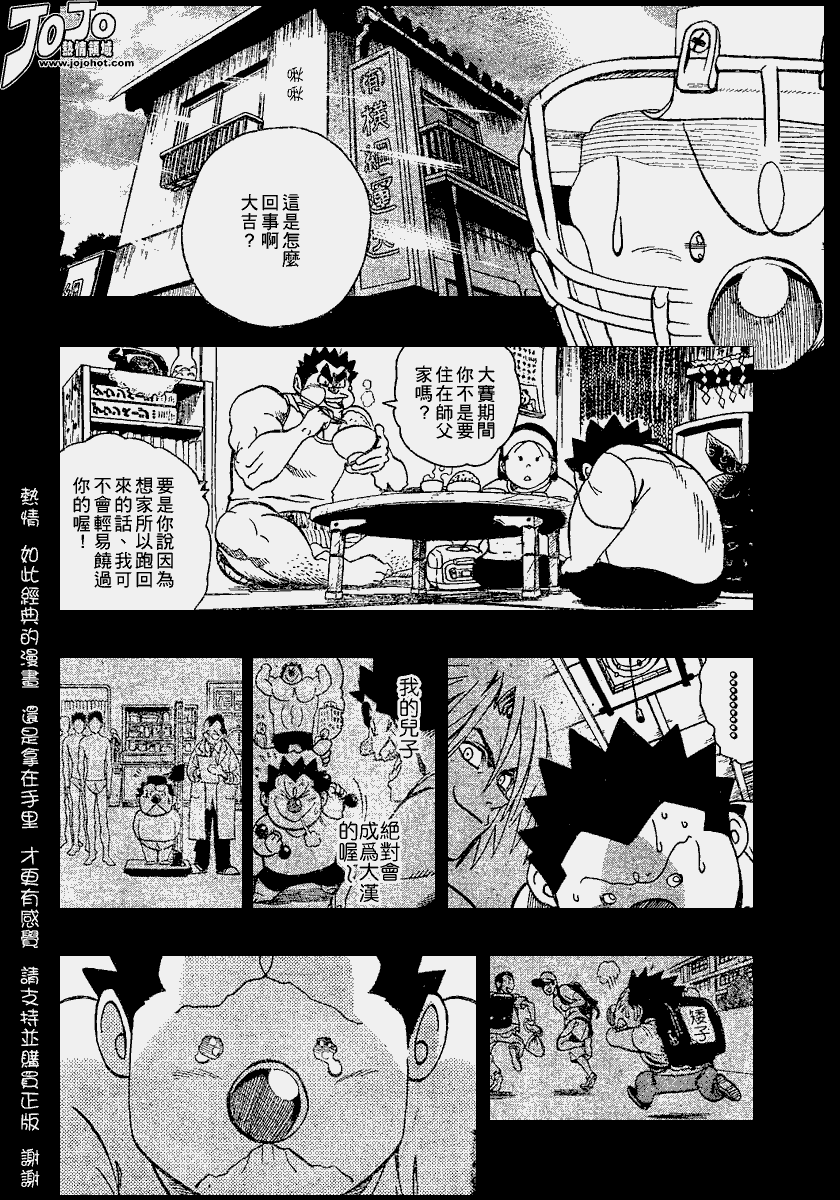 JOJO
熱情領域
www.jojohot.com
這是怎麼
回事啊
大吉？
大賽期間
你不是要
住在師父
家嗎？
要是你說因為
想家所以跑回
來的話、我可
不會輕易饒過
你的喔！
………
我的兒子
絕對會
成為大漢
的喔～
矮子
熱情　如此經典的漫畫　還是拿在手里　才更有感覺　請支持並購買正版　謝謝